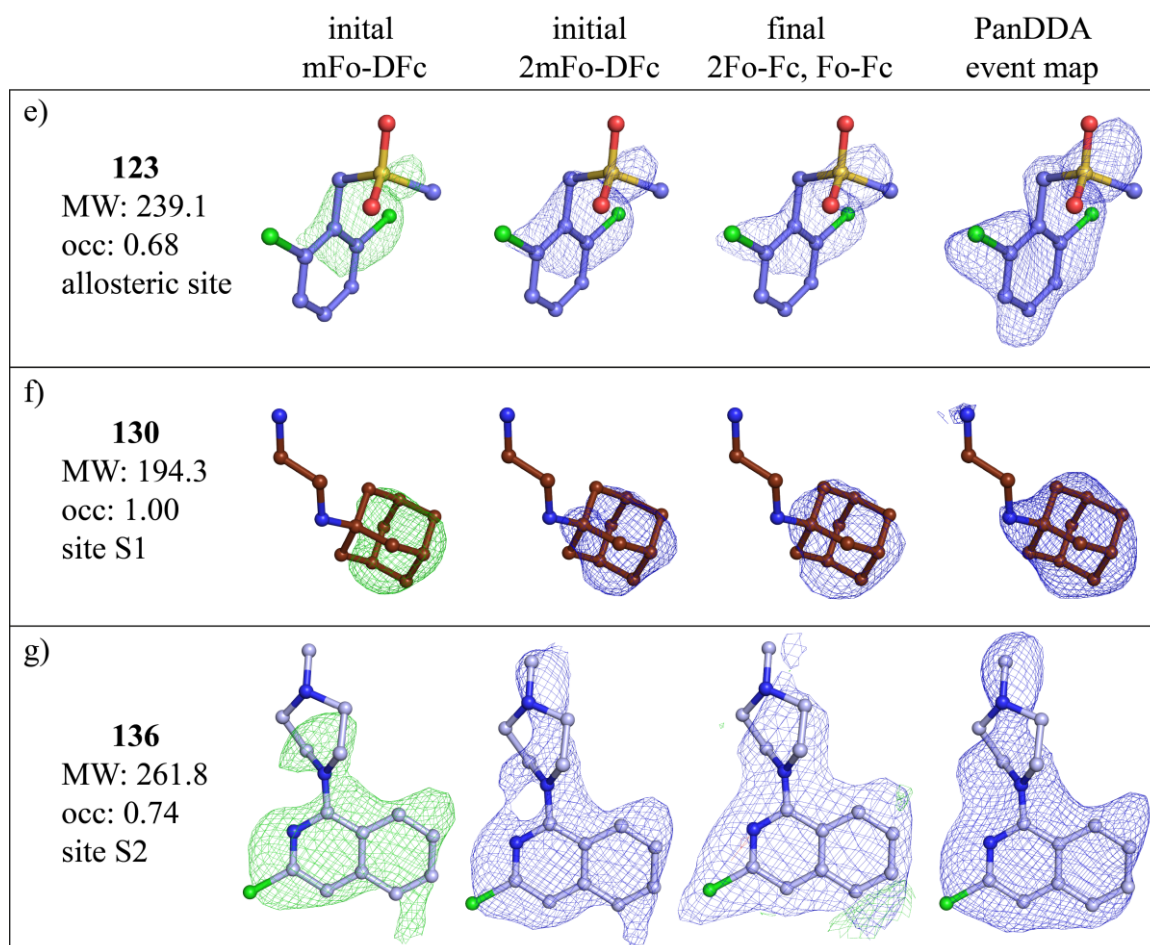 inital initial final PanDDA
mFo-DFc 2mFo-DFc 2Fo-Fc, Fo-Fc event map
e)
123
MW: 239.1
occ: 0.68
allosteric site
f)
130
MW: 194.3
occ: 1.00
site S1
g)
136
MW: 261.8
occ: 0.74
site S2